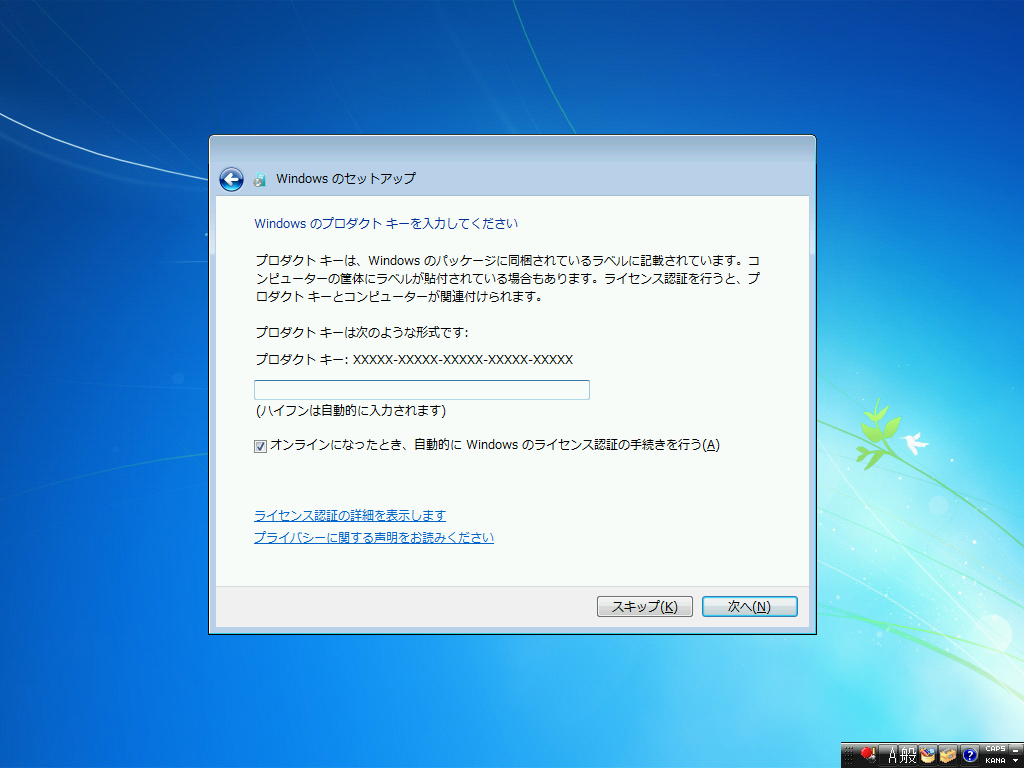 Windows のセットアップ
Windows のプロダクト キーを入力してください
プロダクト キーは、Windows のパッケージに同梱されているラベルに記載されています。コ
ンピューターの筐体にラベルが貼付されている場合もあります。ライセンス認証を行うと、プ
ロダクト キーとコンピューターが関連付けられます。
プロダクト キーは次のような形式です:
プロダクト キー: XXXXX-XXXXX-XXXXX-XXXXX-XXXXX
(ハイフンは自動的に入力されます)
オンラインになったとき、自動的に Windows のライセンス認証の手続きを行う(A)
ライセンス認証の詳細を表示します
プライバシーに関する声明をお読みください
スキップ(K)
次へ(N)
A 般
?
CAPS
KANA